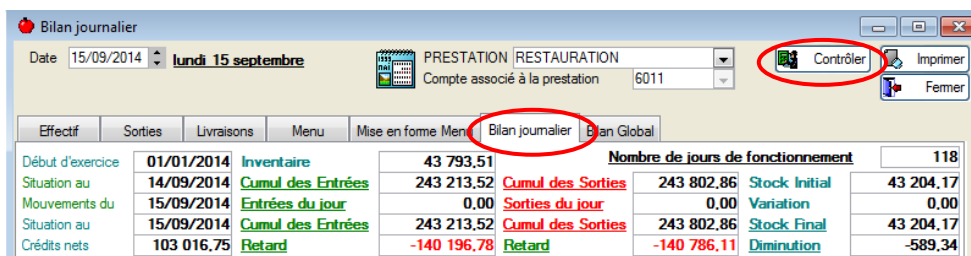 Bilan journalier
Date 15/09/2014 lundi 15 septembre PRESTATION RESTAURATION Contrôler Imprimer
Compte associé à la prestation 6011 Fermer
Effectif Sorties Livraisons Menu Mise en forme Menu Bilan journalier Bilan Global
Début d'exercice 01/01/2014 Inventaire 43 793,51 Nombre de jours de fonctionnement 118
Situation au 14/09/2014 Cumul des Entrées 243 213,52 Cumul des Sorties 243 802,86 Stock Initial 43 204,17
Mouvements du 15/09/2014 Entrées du jour 0,00 Sorties du jour 0,00 Variation 0,00
Situation au 15/09/2014 Cumul des Entrées 243 213,52 Cumul des Sorties 243 802,86 Stock Final 43 204,17
Crédits nets 103 016,75 Retard -140 196,78 Retard -140 786,11 Diminution -589,34